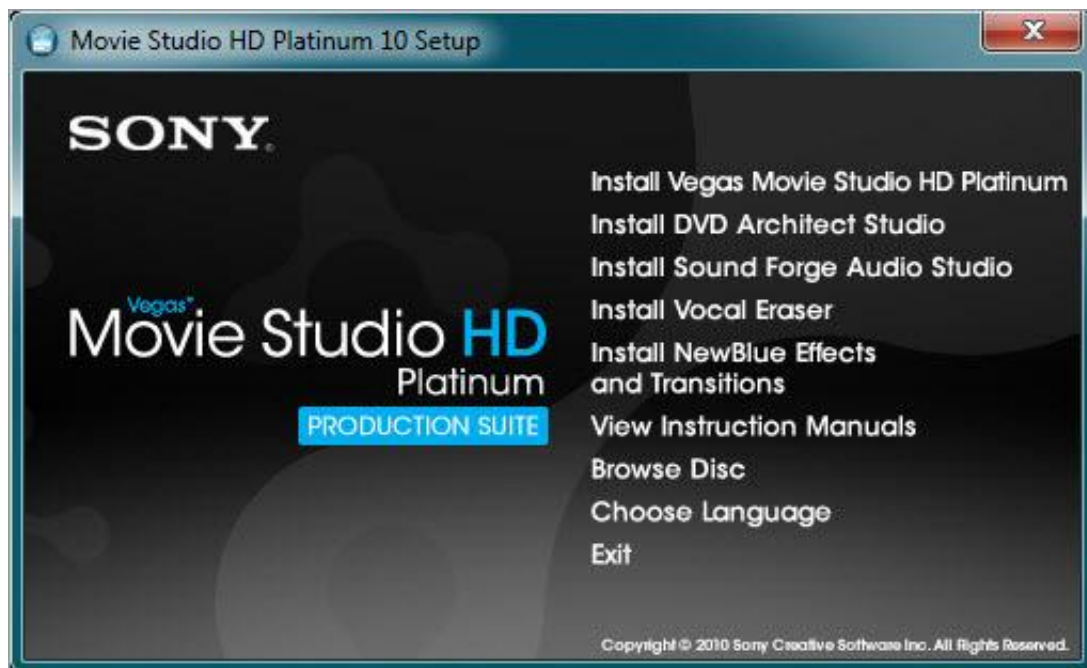 Movie Studio HD Platinum 10 Setup
SONY.
Vegas®
Movie Studio HD
Platinum
PRODUCTION SUITE
Install Vegas Movie Studio HD Platinum
Install DVD Architect Studio
Install Sound Forge Audio Studio
Install Vocal Eraser
Install NewBlue Effects
and Transitions
View Instruction Manuals
Browse Disc
Choose Language
Exit
Copyright © 2010 Sony Creative Software Inc. All Rights Reserved.